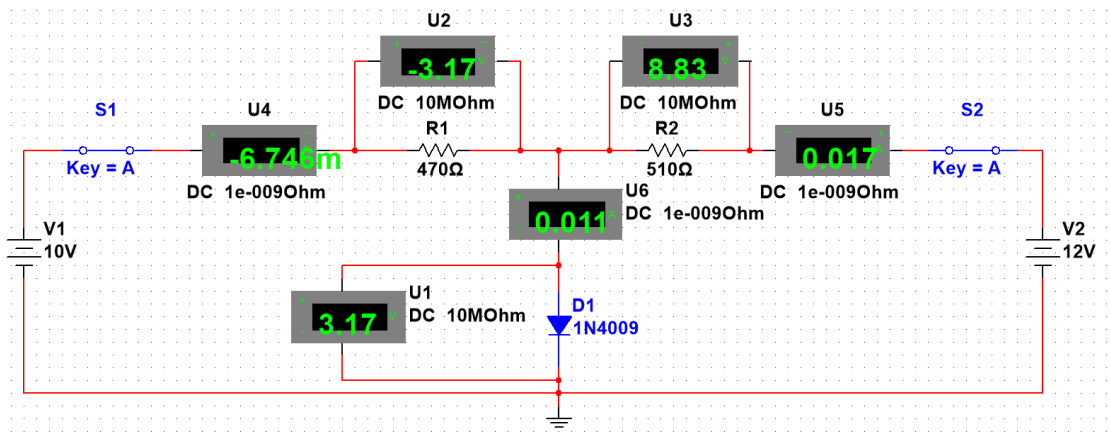 U2
U3
-3.17 V
8.83 V
DC 10MOhm
DC 10MOhm
S1
U4
R1
R2
U5
S2
-6.746m
0.017 A
Key = A
470Ω
510Ω
Key = A
DC 1e-009Ohm
DC 1e-009Ohm
U6
0.011 A
DC 1e-009Ohm
V1
10V
V2
12V
U1
3.17 V
DC 10MOhm
D1
1N4009